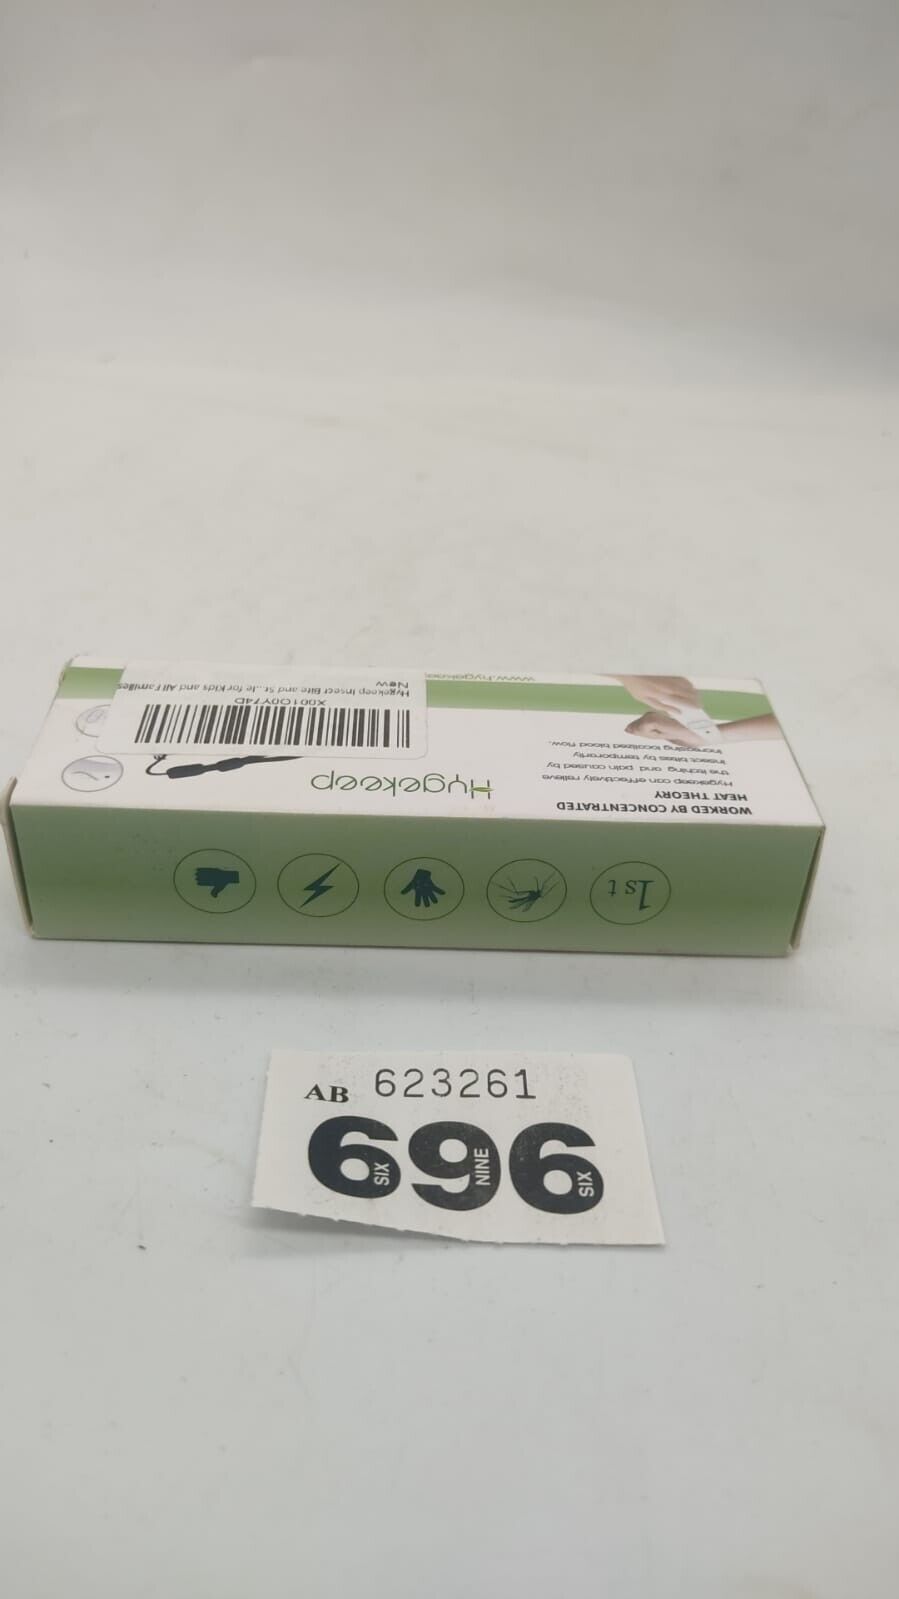 WORKED BY CONCENTRATED
HEAT THEORY
Hygekeep can effectively relieve
the itching and pain caused by
insect bites by temporarily
increasing localized blood flow.
Hygekeep
X001O0Y74D
Hygekeep Insect Bite and St...le for Kids and All Families
New
1st
AB 623261
696
SIX NINE SIX